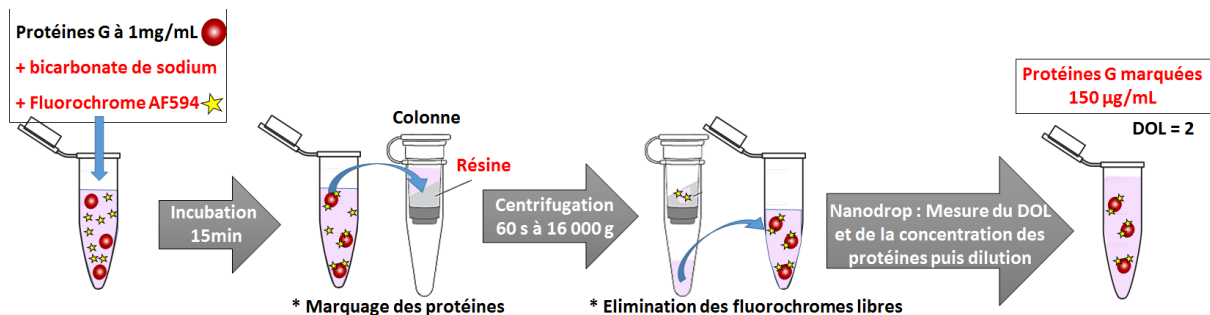 Protéines G à 1mg/mL
+ bicarbonate de sodium
+ Fluorochrome AF594
Incubation
15min
Colonne
Résine
* Marquage des protéines
Centrifugation
60 s à 16 000 g
* Elimination des fluorochromes libres
Nanodrop : Mesure du DOL
et de la concentration des
protéines puis dilution
Protéines G marquées
150 µg/mL
DOL = 2